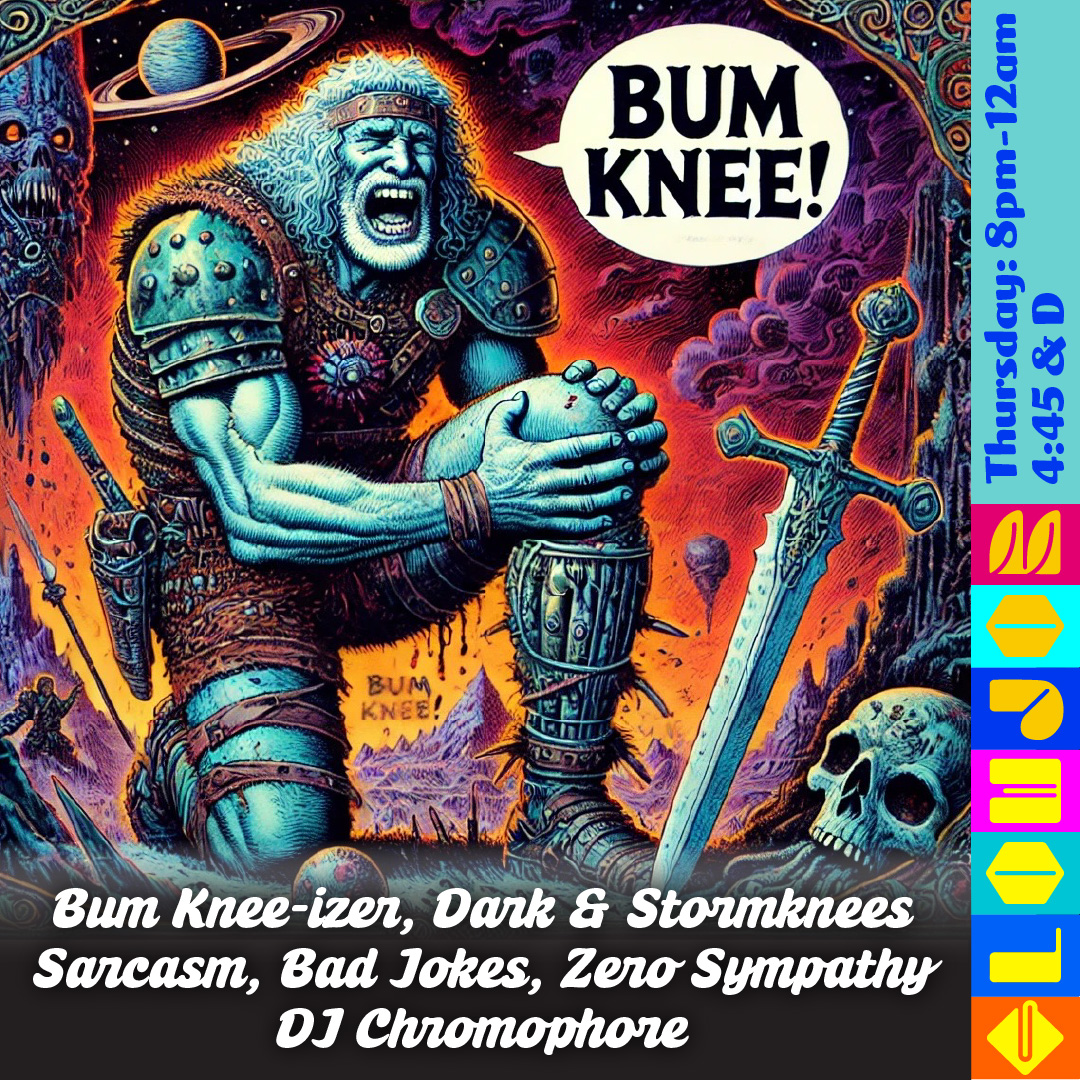 BUM
KNEE!
BUM
KNEE!
Thursday: 8pm-12am
4:45 & D
Bum Knee-izer, Dark & Stormknees
Sarcasm, Bad Jokes, Zero Sympathy
DJ Chromophore